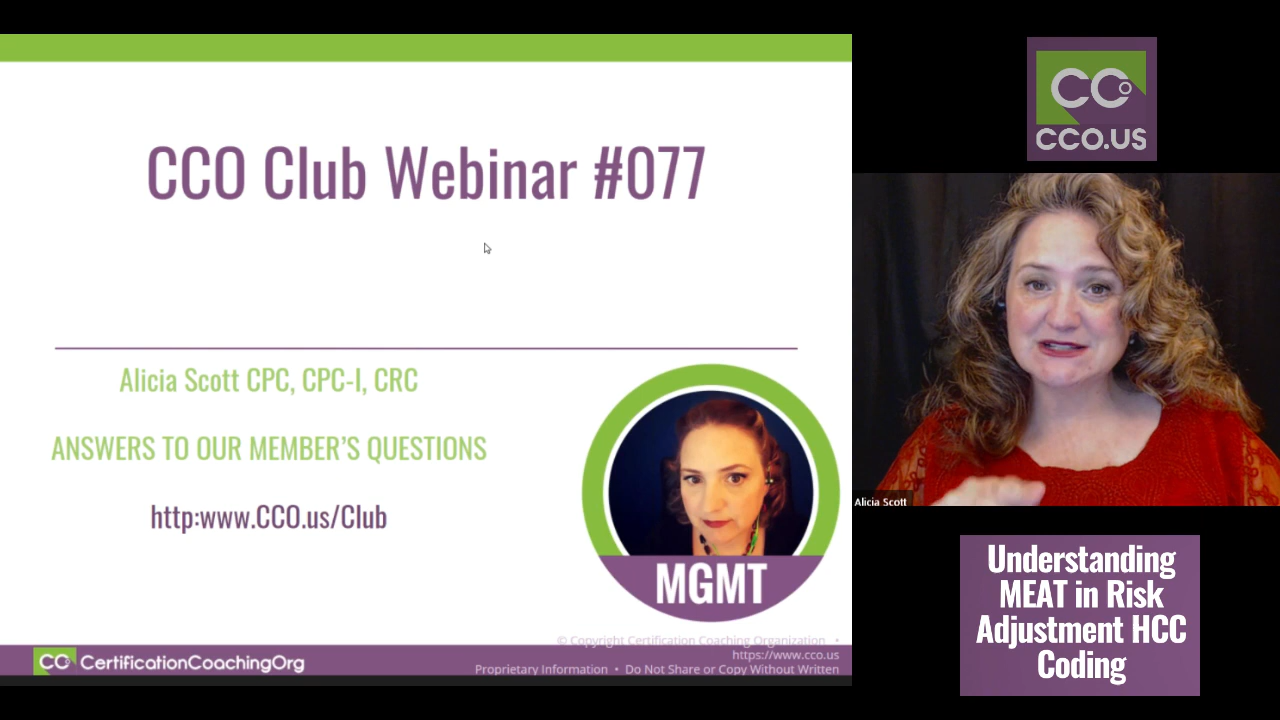 CCO Club Webinar #077
Alicia Scott CPC, CPC-I, CRC
ANSWERS TO OUR MEMBER'S QUESTIONS
http:www.CCO.us/Club
MGMT
© Copyright Certification Coaching Organization •
https://www.cco.us
Proprietary Information • Do Not Share or Copy Without Written
CCO CertificationCoachingOrg
CCO
CCO.US
Alicia Scott
Understanding
MEAT in Risk
Adjustment HCC
Coding